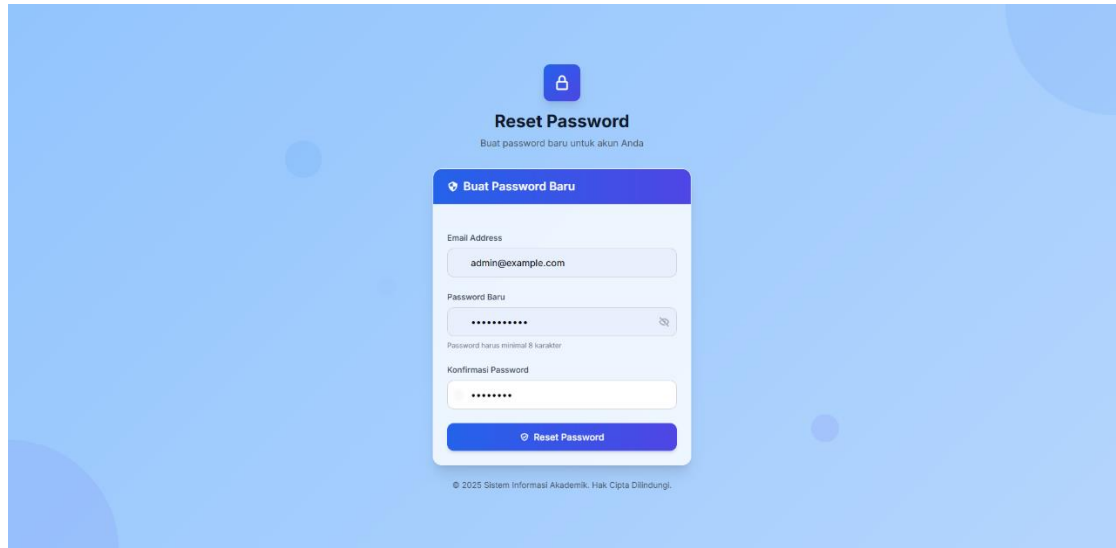 Reset Password
Buat password baru untuk akun Anda
Buat Password Baru
Email Address
admin@example.com
Password Baru
•••••••••••
Password harus minimal 8 karakter
Konfirmasi Password
••••••••
Reset Password
© 2025 Sistem Informasi Akademik. Hak Cipta Dilindungi.